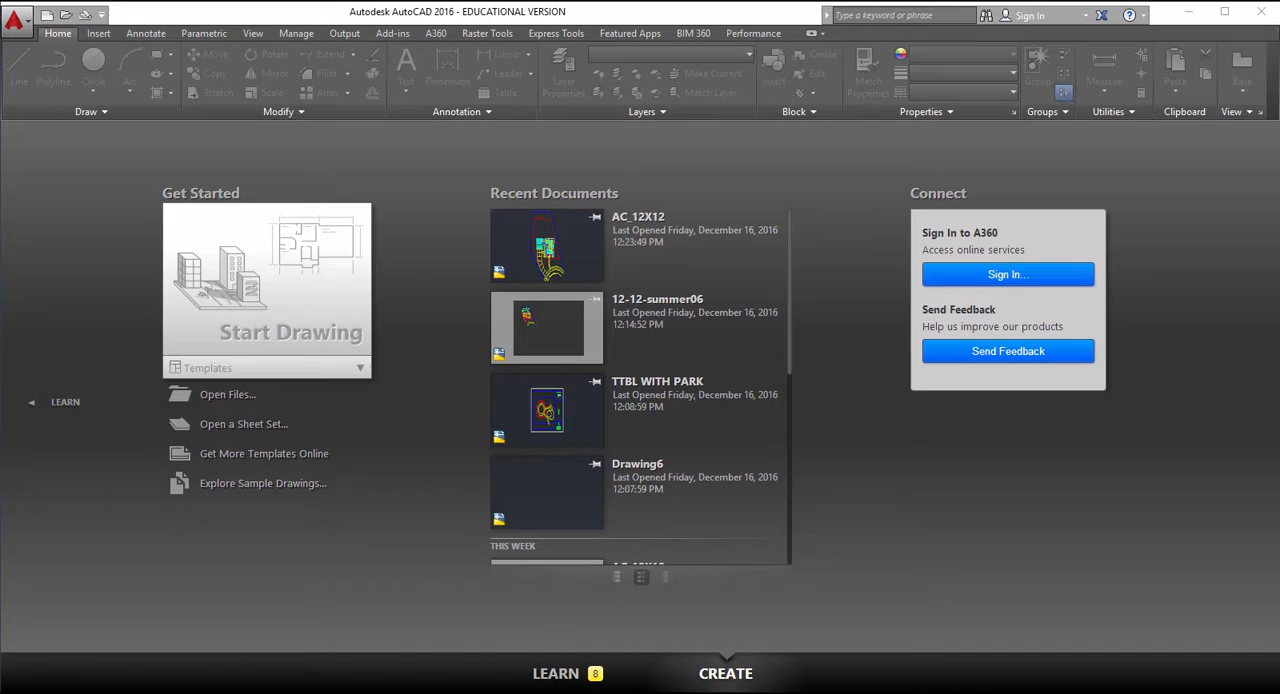 Autodesk AutoCAD 2016 - EDUCATIONAL VERSION
Type a keyword or phrase
Sign In
Home Insert Annotate Parametric View Manage Output Add-ins A360 Raster Tools Express Tools Featured Apps BIM 360 Performance
Line Polyline Circle Arc
Move Rotate Extend
Copy Mirror Fillet
Stretch Scale Array
Text Dimension
Linear
Leader
Table
Layer Properties
Make Current
Match Layer
Insert
Create
Edit
Match Properties
Group
Measure
Paste
Base
Draw Modify Annotation Layers Block Properties Groups Utilities Clipboard View
Get Started
Start Drawing
Templates
Open Files...
Open a Sheet Set...
Get More Templates Online
Explore Sample Drawings...
LEARN
Recent Documents
AC_12X12
Last Opened Friday, December 16, 2016
12:23:49 PM
12-12-summer06
Last Opened Friday, December 16, 2016
12:14:52 PM
TTBL WITH PARK
Last Opened Friday, December 16, 2016
12:08:59 PM
Drawing6
Last Opened Friday, December 16, 2016
12:07:59 PM
THIS WEEK
Connect
Sign In to A360
Access online services
Sign In...
Send Feedback
Help us improve our products
Send Feedback
LEARN 8
CREATE